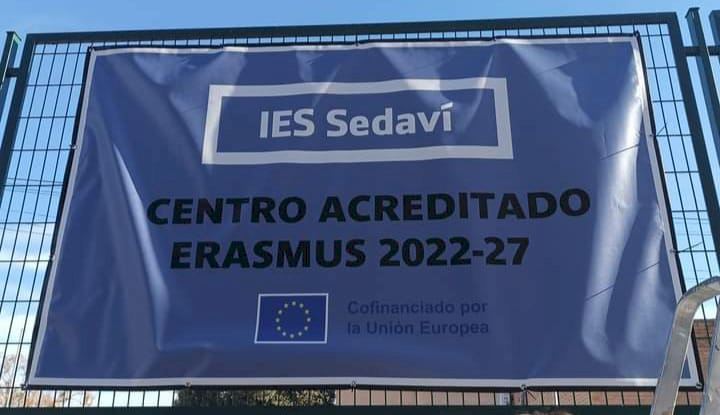 IES Sedaví
CENTRO ACREDITADO
ERASMUS 2022-27
Cofinanciado por
la Unión Europea